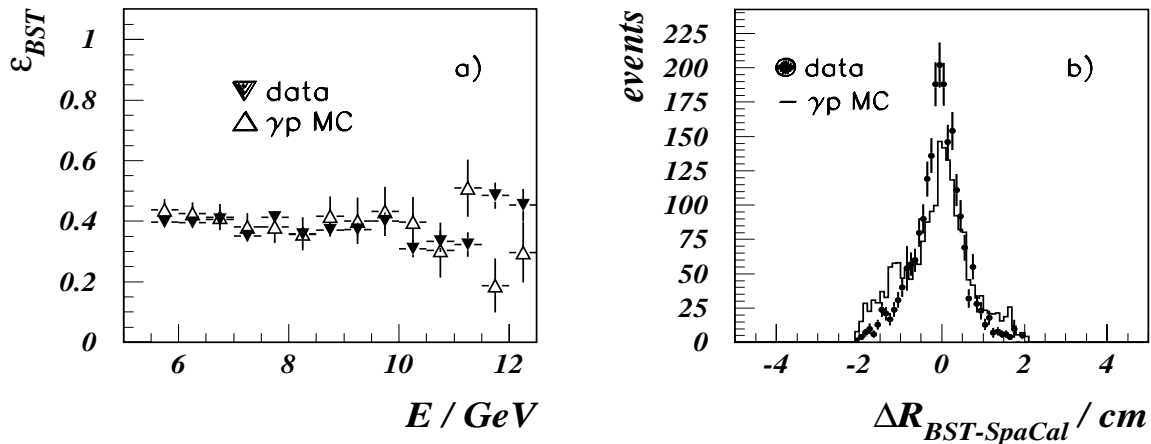 ε_BST
1
0.8
0.6
0.4
0.2
0
a)
data
γp MC
6
8
10
12
E / GeV
events
225
200
175
150
125
100
75
50
25
0
b)
data
γp MC
-4
-2
0
2
4
ΔR_BST-SpaCal / cm